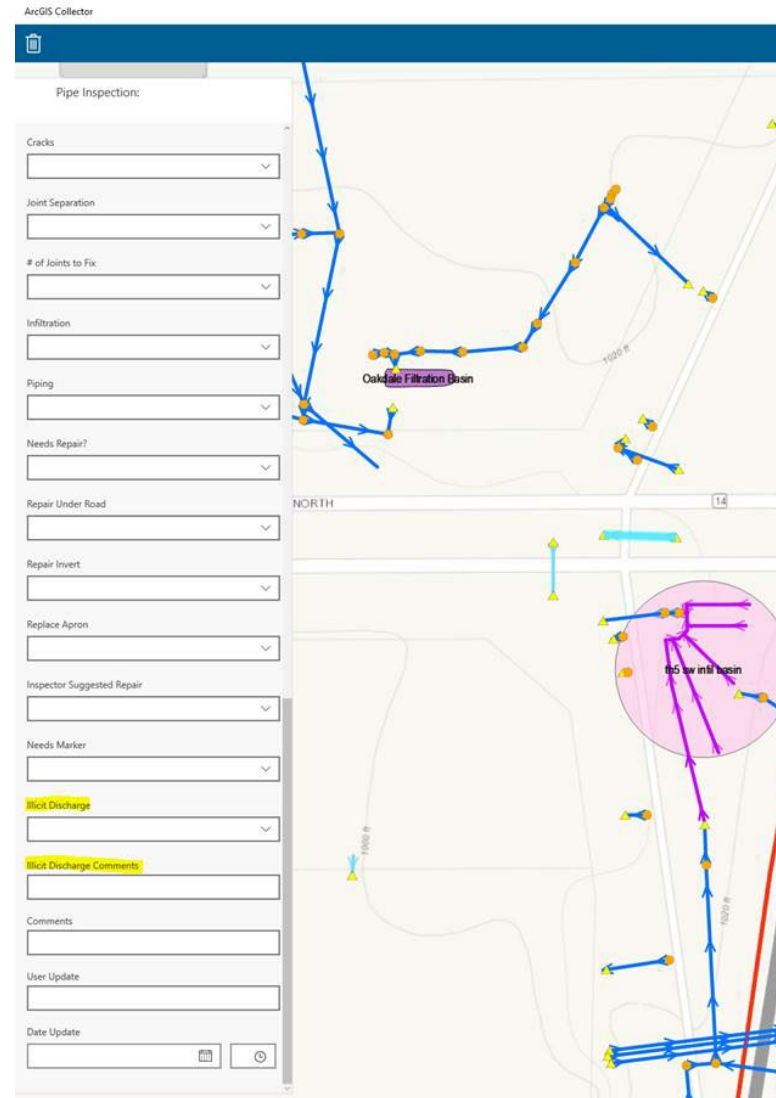 ArcGIS Collector
Pipe Inspection:
Cracks
Joint Separation
# of Joints to Fix
Infiltration
Piping
Needs Repair?
Repair Under Road
Repair Invert
Replace Apron
Inspector Suggested Repair
Needs Marker
Illicit Discharge
Illicit Discharge Comments
Comments
User Update
Date Update
1020 ft
Oakdale Filtration Basin
NORTH
14
th5 sw infil basin
1000 ft
1020 ft